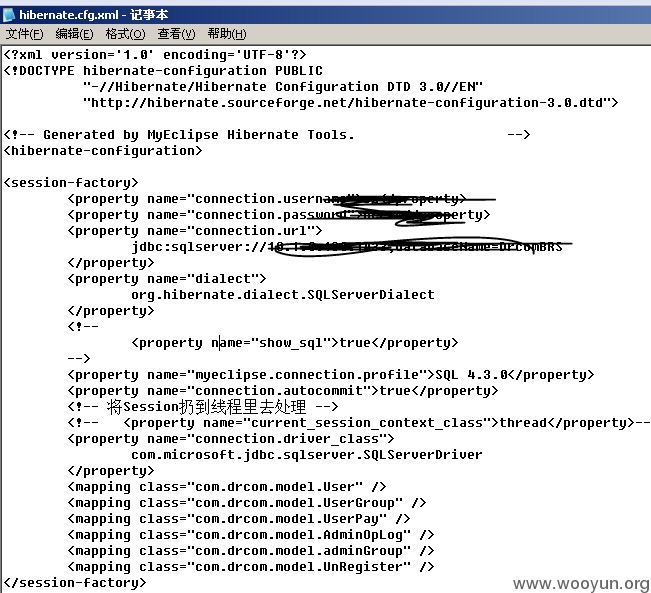 hibernate.cfg.xml - 记事本
文件(F) 编辑(E) 格式(O) 查看(V) 帮助(H)
<?xml version='1.0' encoding='UTF-8'?>
<!DOCTYPE hibernate-configuration PUBLIC
"-//Hibernate/Hibernate Configuration DTD 3.0//EN"
"http://hibernate.sourceforge.net/hibernate-configuration-3.0.dtd">
<!-- Generated by MyEclipse Hibernate Tools. -->
<hibernate-configuration>
<session-factory>
<property name="connection.username
<property name="connection.password
<property name="connection.url">
jdbc:sqlserver://
</property>
<property name="dialect">
org.hibernate.dialect.SQLServerDialect
</property>
<!--
<property name="show_sql">true</property>
-->
<property name="myeclipse.connection.profile">SQL 4.3.0</property>
<property name="connection.autocommit">true</property>
<!-- 将Session扔到线程里去处理 -->
<!-- <property name="current_session_context_class">thread</property>--
<property name="connection.driver_class">
com.microsoft.jdbc.sqlserver.SQLServerDriver
</property>
<mapping class="com.drcom.model.User" />
<mapping class="com.drcom.model.UserGroup" />
<mapping class="com.drcom.model.UserPay" />
<mapping class="com.drcom.model.AdminOpLog" />
<mapping class="com.drcom.model.adminGroup" />
<mapping class="com.drcom.model.UnRegister" />
</session-factory>
www.wooyun.org